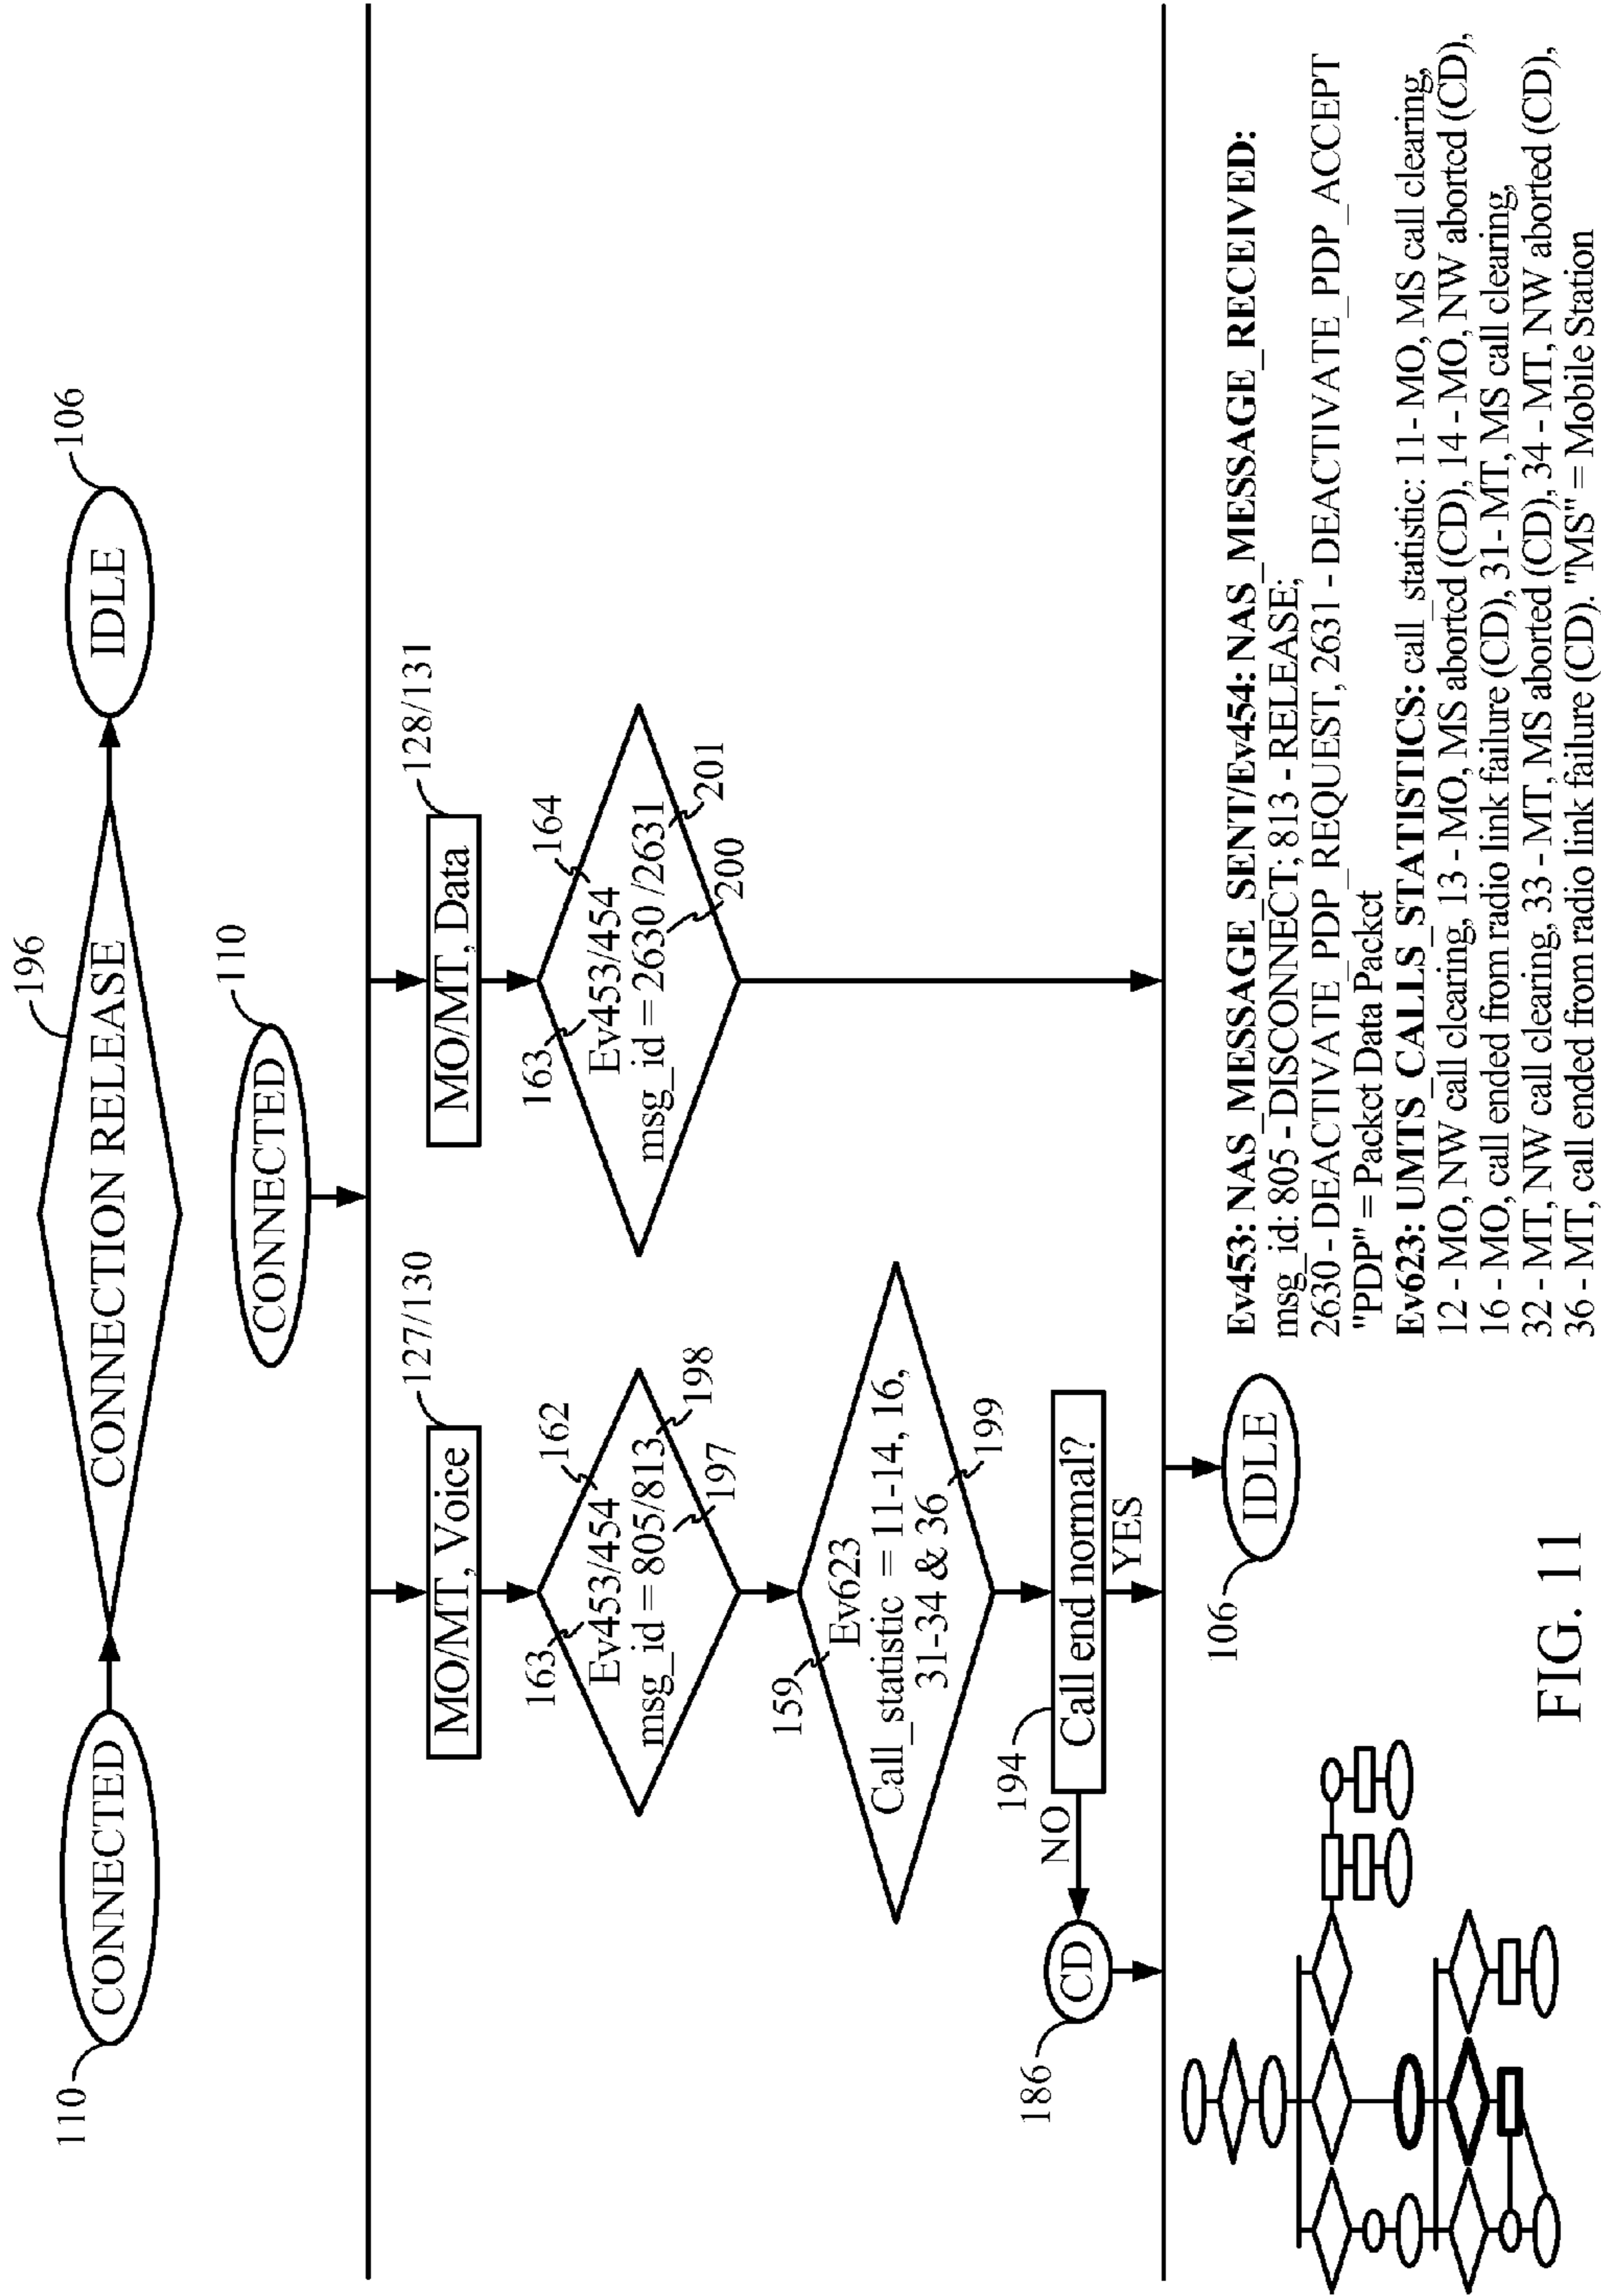 196
106
CONNECTED
CONNECTION RELEASE
IDLE
110
110
CONNECTED
127/130
128/131
MO/MT, Voice
MO/MT, Data
163
162
163
164
Ev453/454
msg_id = 805/813
Ev453/454
msg_id = 2630 /2631
197
198
200
201
159
Ev623
Call_statistic = 11-14, 16,
31-34 & 36
199
194
Call end normal?
NO
YES
CD
186
106
IDLE
Ev453: NAS_MESSAGE_SENT/Ev454: NAS_MESSAGE_RECEIVED:
msg_id: 805 - DISCONNECT; 813 - RELEASE;
2630 - DEACTIVATE_PDP_REQUEST, 2631 - DEACTIVATE_PDP_ACCEPT
"PDP" = Packet Data Packet
Ev623: UMTS_CALLS_STATISTICS: call_statistic: 11- MO, MS call clearing,
12 - MO, NW call clearing, 13 - MO, MS aborted (CD), 14 - MO, NW aborted (CD),
16 - MO, call ended from radio link failure (CD), 31- MT, MS call clearing,
32 - MT, NW call clearing, 33 - MT, MS aborted (CD), 34 - MT, NW aborted (CD),
36 - MT, call ended from radio link failure (CD). "MS" = Mobile Station
FIG. 11